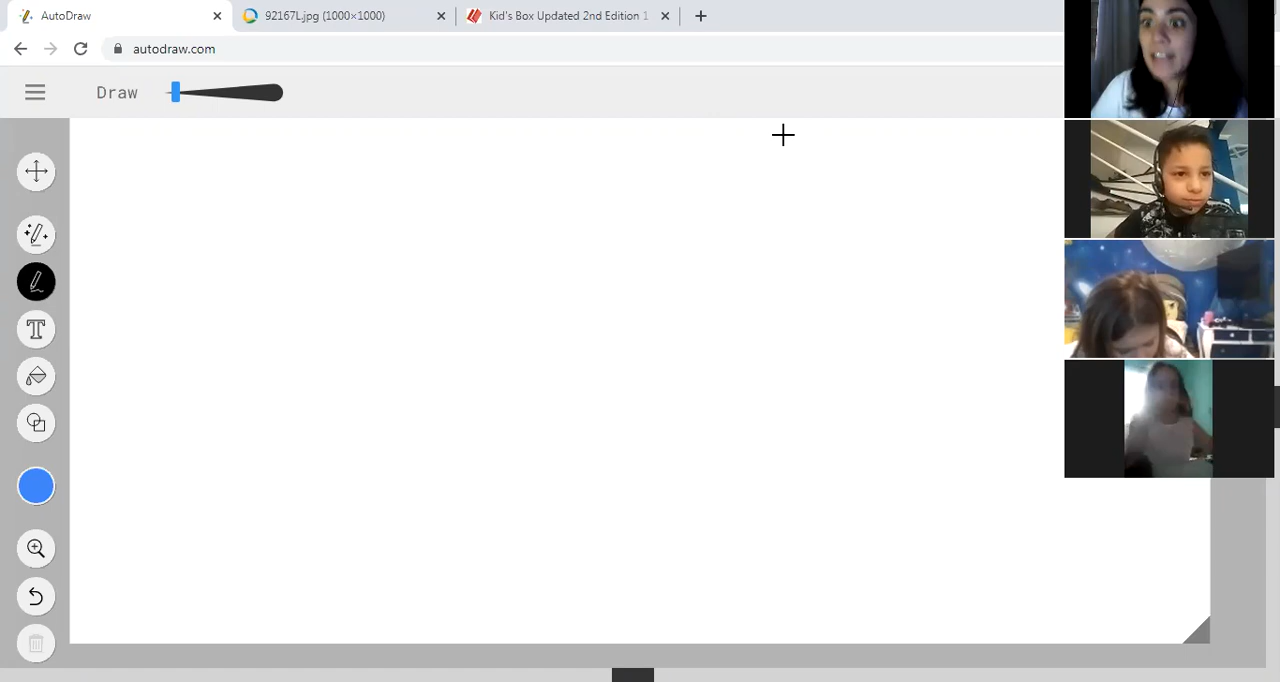 AutoDraw
92167L.jpg (1000×1000)
Kid's Box Updated 2nd Edition 1
autodraw.com
Draw
T